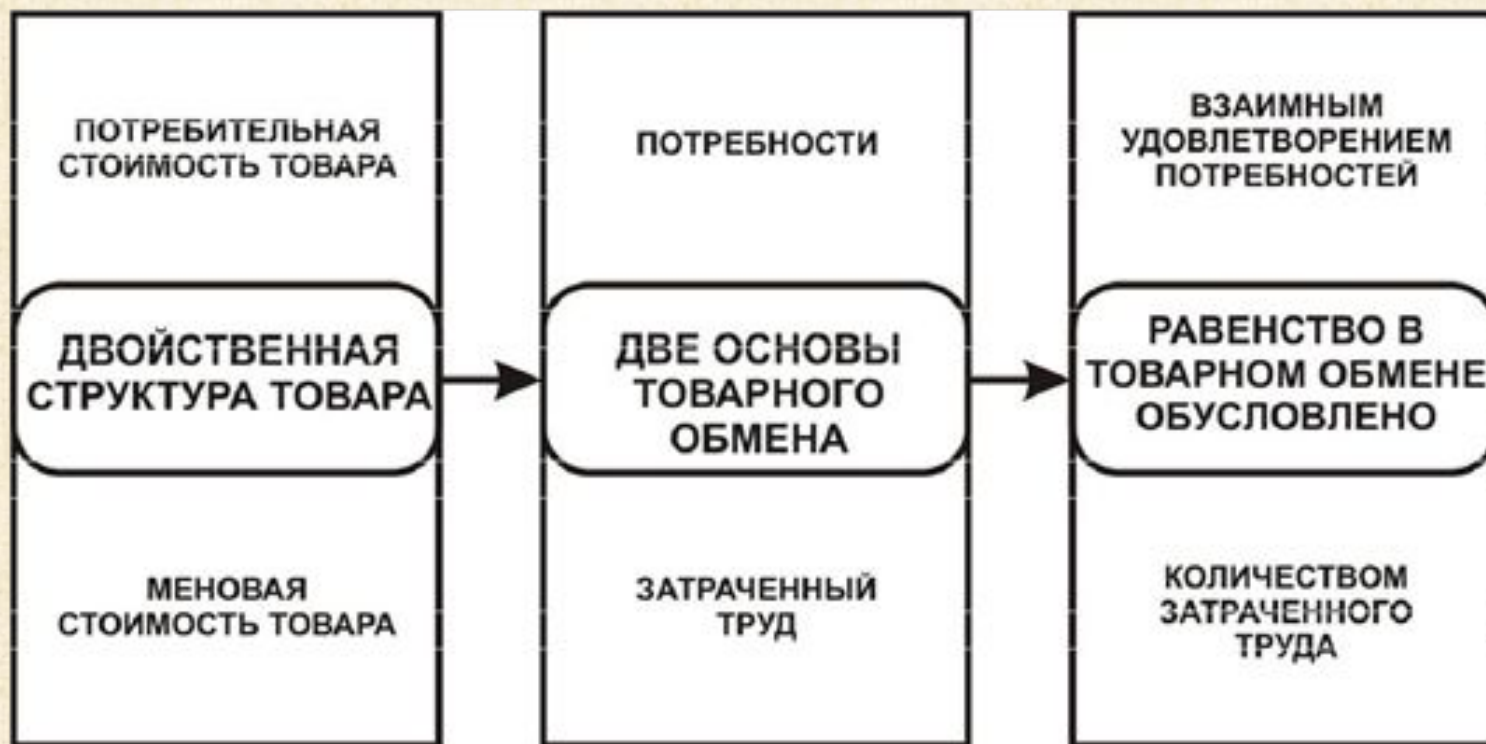 ПОТРЕБИТЕЛЬНАЯ
СТОИМОСТЬ ТОВАРА
ДВОЙСТВЕННАЯ
СТРУКТУРА ТОВАРА
МЕНОВАЯ
СТОИМОСТЬ ТОВАРА
ПОТРЕБНОСТИ
ДВЕ ОСНОВЫ
ТОВАРНОГО
ОБМЕНА
ЗАТРАЧЕННЫЙ
ТРУД
ВЗАИМНЫМ
УДОВЛЕТВОРЕНИЕМ
ПОТРЕБНОСТЕЙ
РАВЕНСТВО В
ТОВАРНОМ ОБМЕНЕ
ОБУСЛОВЛЕНО
КОЛИЧЕСТВОМ
ЗАТРАЧЕННОГО
ТРУДА